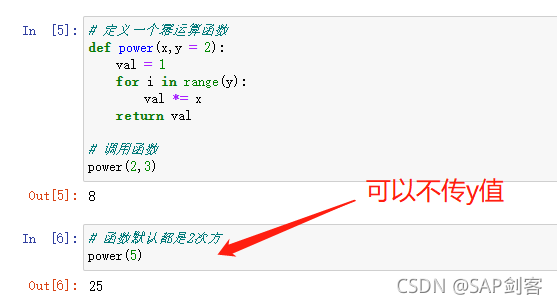 In [5]: # 定义一个幂运算函数
def power(x,y = 2):
    val = 1
    for i in range(y):
        val *= x
    return val
# 调用函数
power(2,3)
Out[5]: 8
可以不传y值
In [6]: # 函数默认都是2次方
power(5)
Out[6]: 25
CSDN @SAP剑客